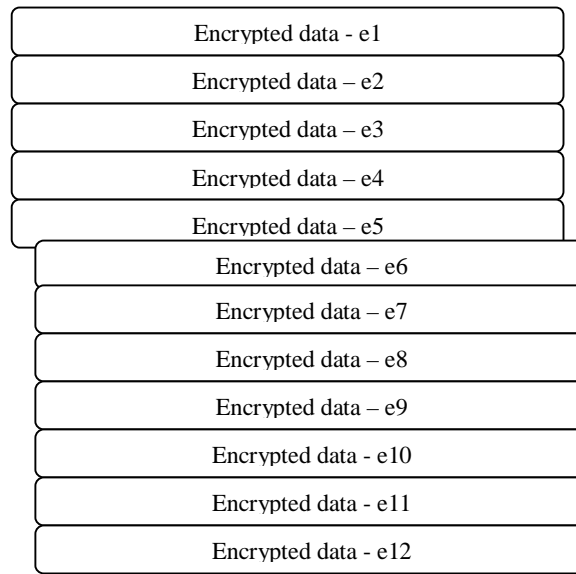 Encrypted data - e1
Encrypted data – e2
Encrypted data – e3
Encrypted data – e4
Encrypted data – e5
Encrypted data – e6
Encrypted data – e7
Encrypted data – e8
Encrypted data – e9
Encrypted data - e10
Encrypted data - e11
Encrypted data - e12